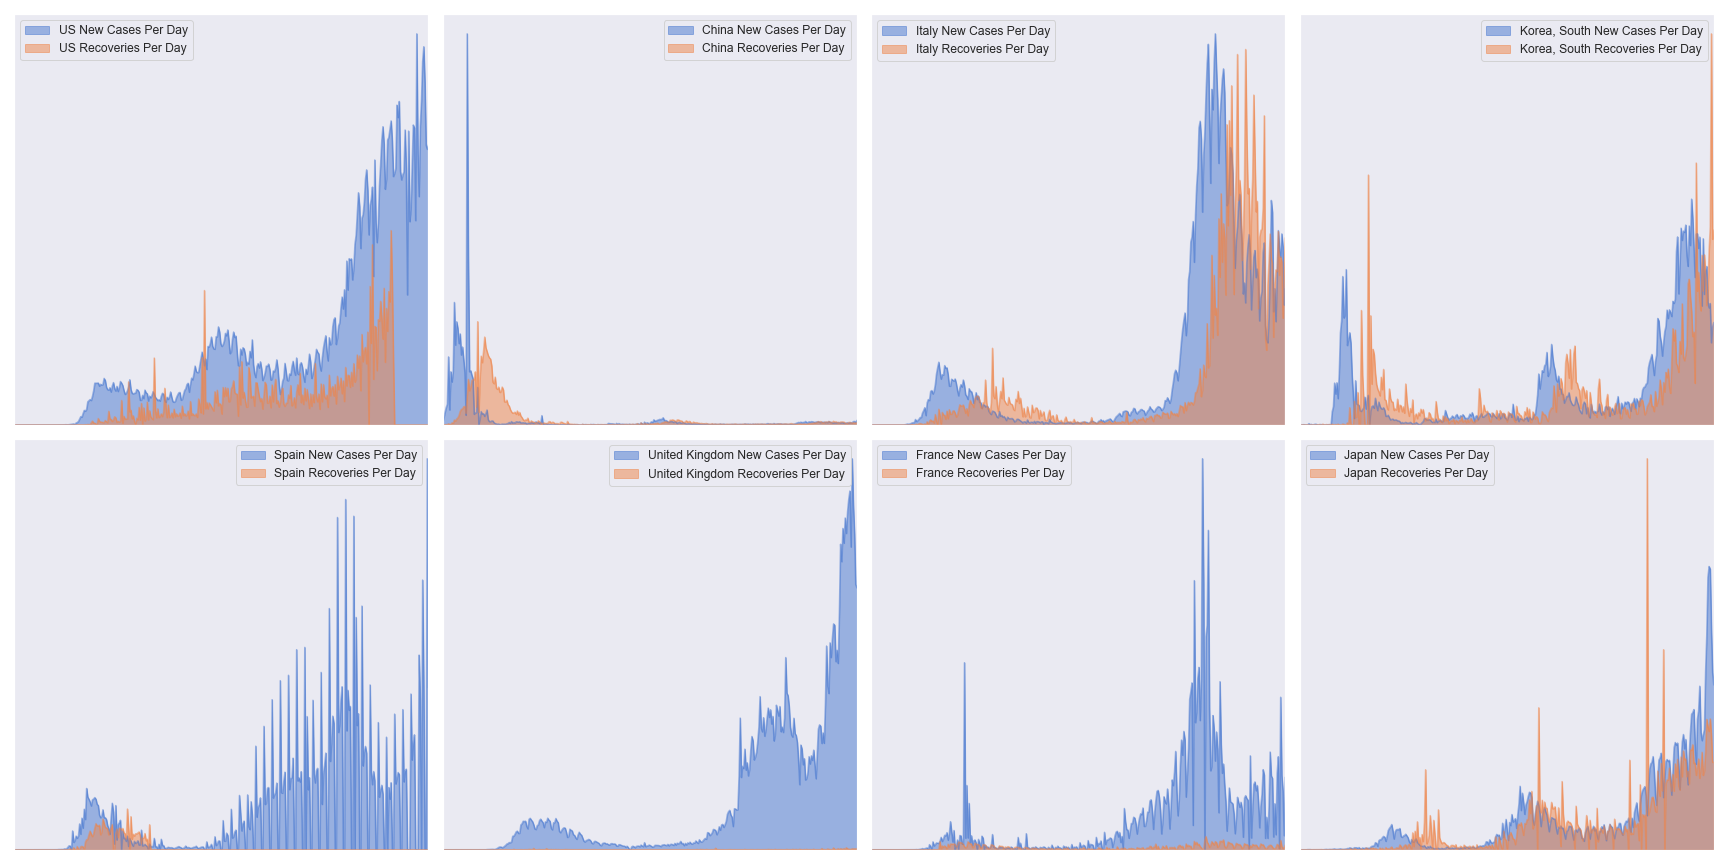 US New Cases Per Day
US Recoveries Per Day
China New Cases Per Day
China Recoveries Per Day
Italy New Cases Per Day
Italy Recoveries Per Day
Korea, South New Cases Per Day
Korea, South Recoveries Per Day
Spain New Cases Per Day
Spain Recoveries Per Day
United Kingdom New Cases Per Day
United Kingdom Recoveries Per Day
France New Cases Per Day
France Recoveries Per Day
Japan New Cases Per Day
Japan Recoveries Per Day